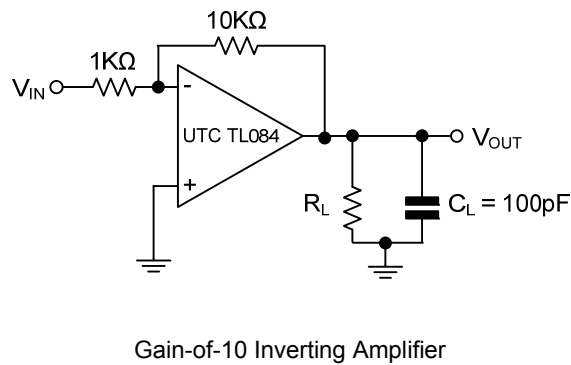 10KΩ
1KΩ
VIN
-
UTC TL084
+
VOUT
RL
CL = 100pF
Gain-of-10 Inverting Amplifier